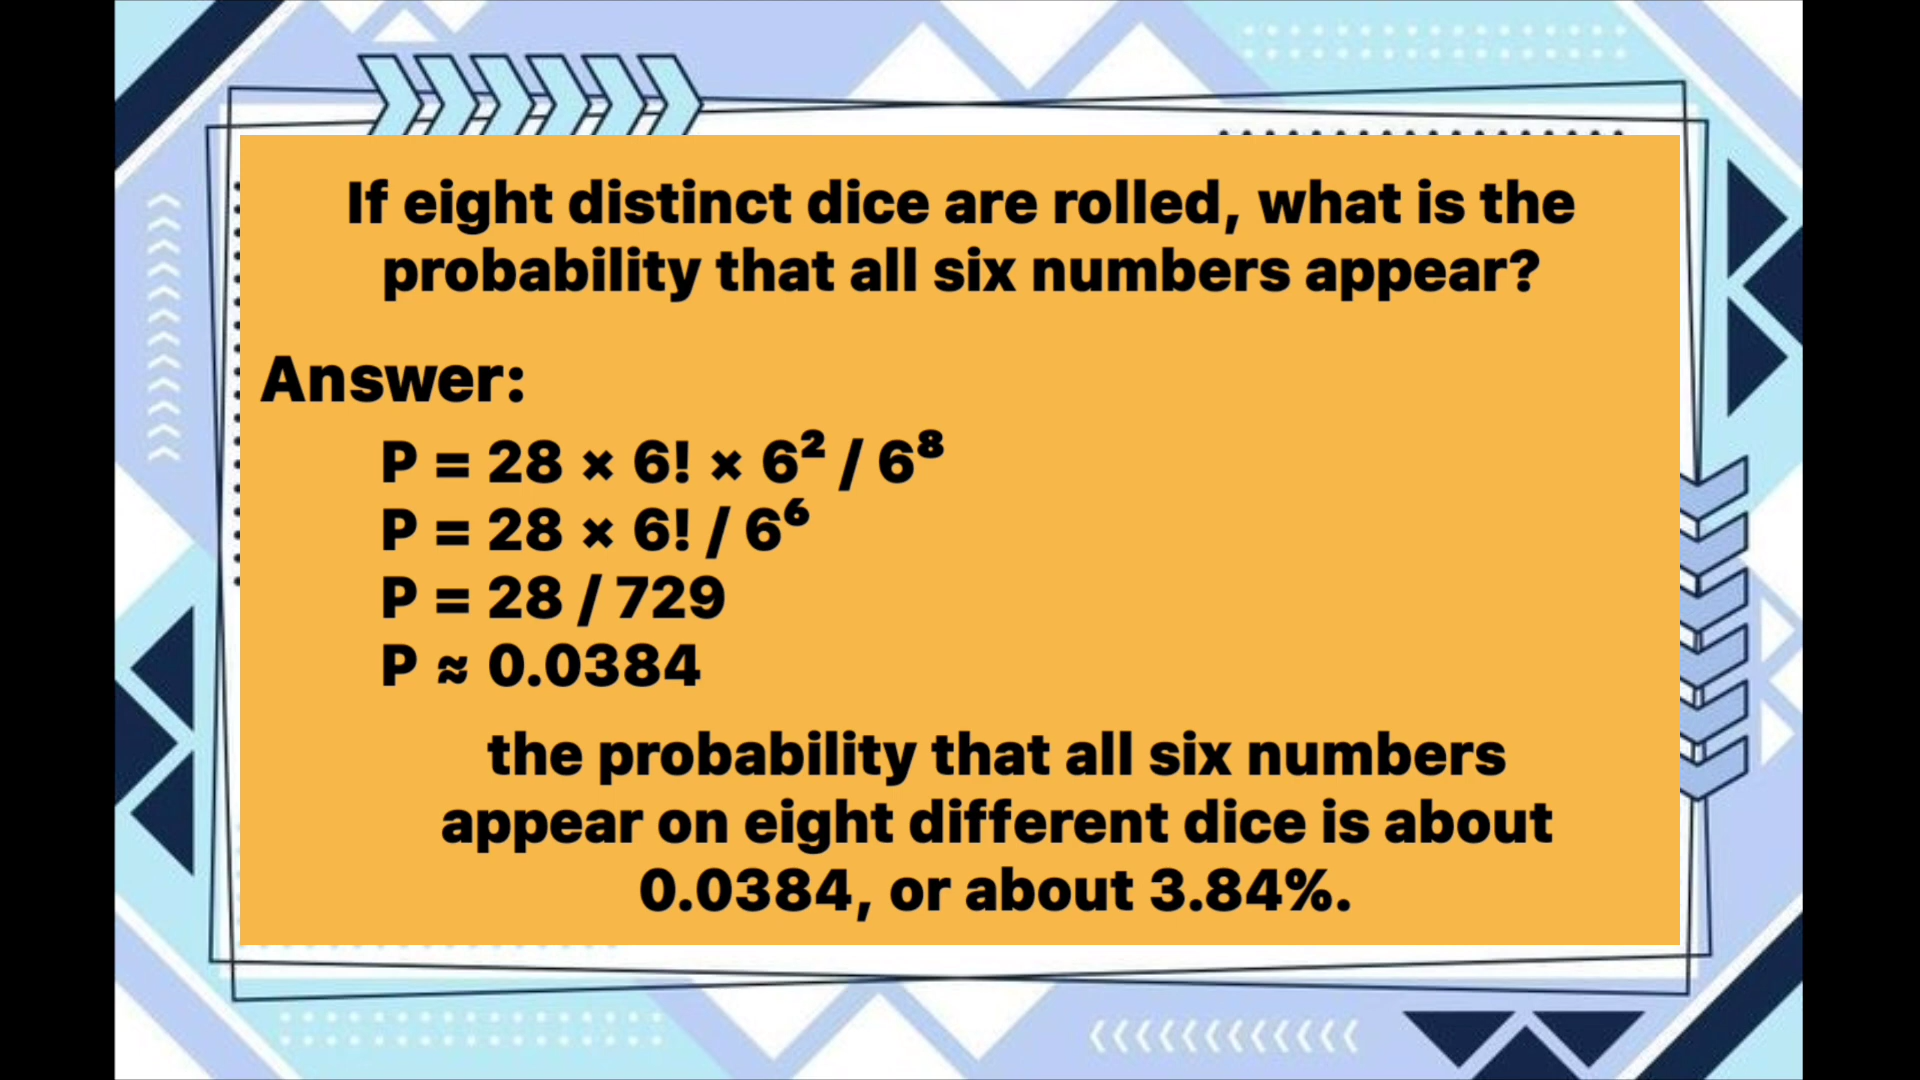 If eight distinct dice are rolled, what is the
probability that all six numbers appear?
Answer:
P = 28 × 6! × 6² / 6⁸
P = 28 × 6! / 6⁶
P = 28 / 729
P ≈ 0.0384
the probability that all six numbers
appear on eight different dice is about
0.0384, or about 3.84%.